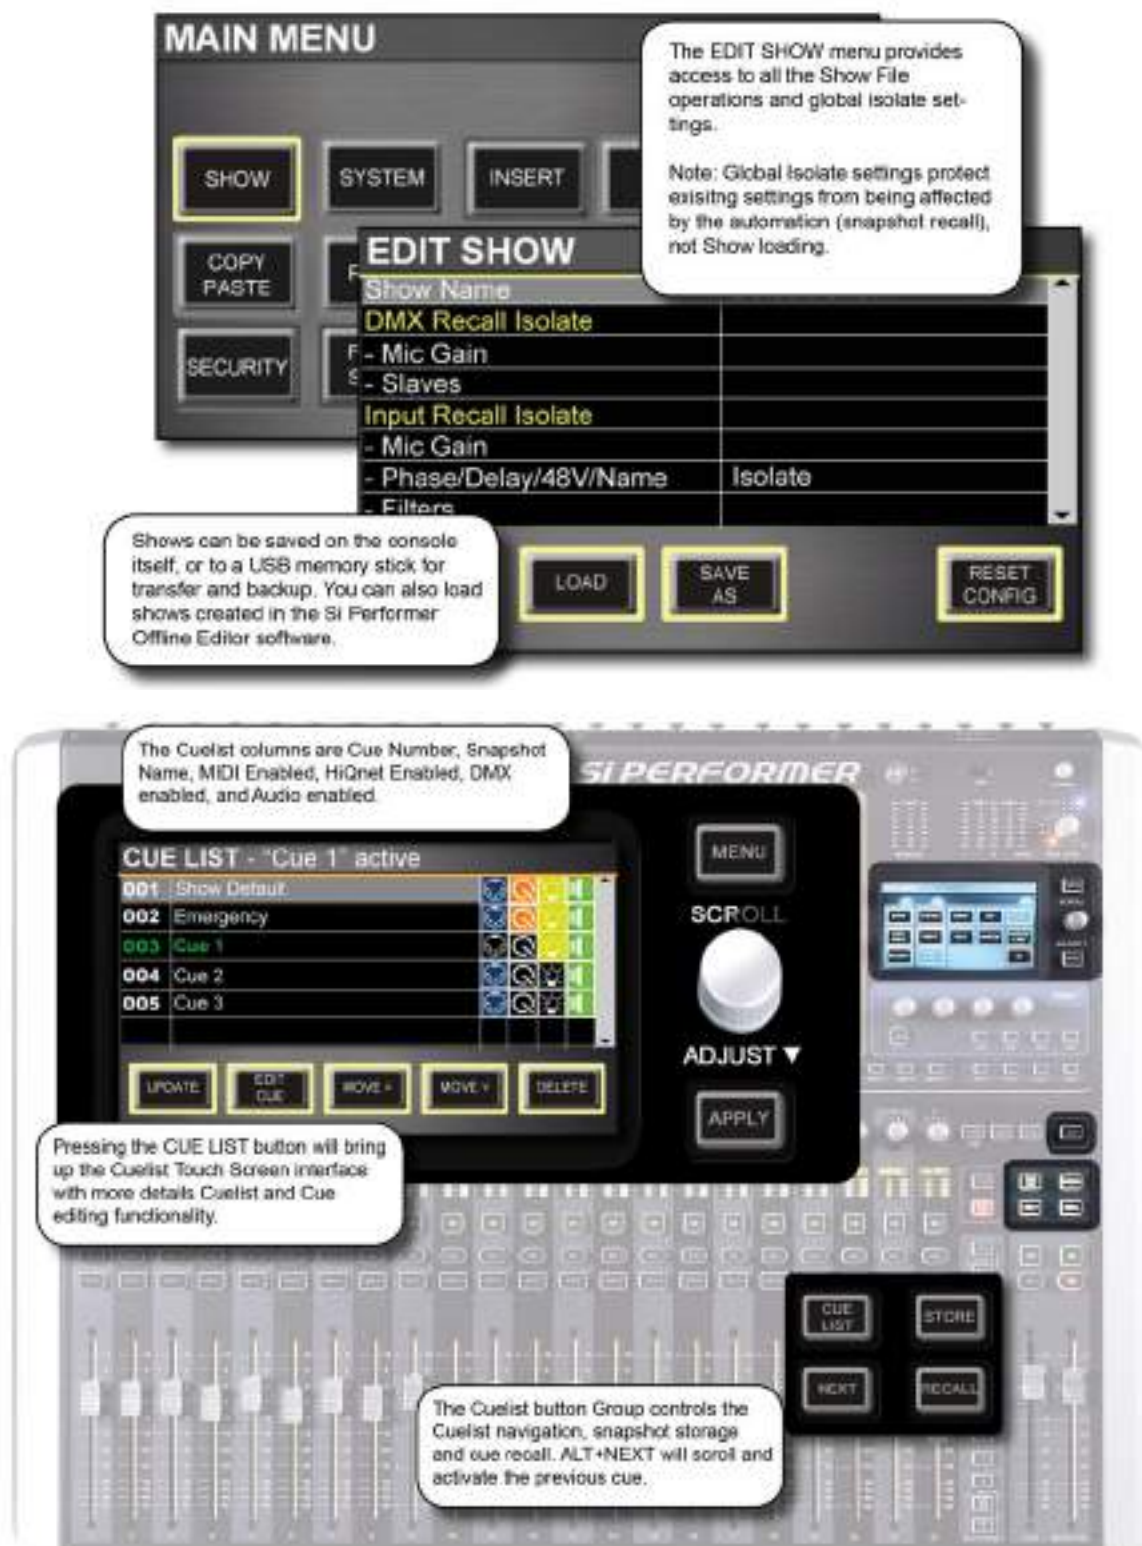 MAIN MENU
The EDIT SHOW menu provides
access to all the Show File
operations and global isolate set-
tings.
Note: Global Isolate settings protect
exisitng settings from being affected
by the automation (snapshot recall),
not Show loading.
SHOW
SYSTEM
INSERT
COPY
PASTE
SECURITY
EDIT SHOW
Show Name
DMX Recall Isolate
- Mic Gain
- Slaves
Input Recall Isolate
- Mic Gain
- Phase/Delay/48V/Name Isolate
- Filters
Shows can be saved on the console
itself, or to a USB memory stick for
transfer and backup. You can also load
shows created in the Si Performer
Offline Editor software.
LOAD
SAVE
AS
RESET
CONFIG
The Cuelist columns are Cue Number, Snapshot
Name, MIDI Enabled, HiQnet Enabled, DMX
enabled, and Audio enabled.
Si PERFORMER
CUE LIST - "Cue 1" active
001 Show Default
002 Emergency
003 Cue 1
004 Cue 2
005 Cue 3
UPDATE
EDIT
CUE
MOVE
MOVE
DELETE
MENU
SCROLL
ADJUST ▼
APPLY
Pressing the CUE LIST button will bring
up the Cuelist Touch Screen interface
with more details Cuelist and Cue
editing functionality.
CUE
LIST
STORE
NEXT
RECALL
The Cuelist button Group controls the
Cuelist navigation, snapshot storage
and cue recall. ALT+NEXT will scroll and
activate the previous cue.